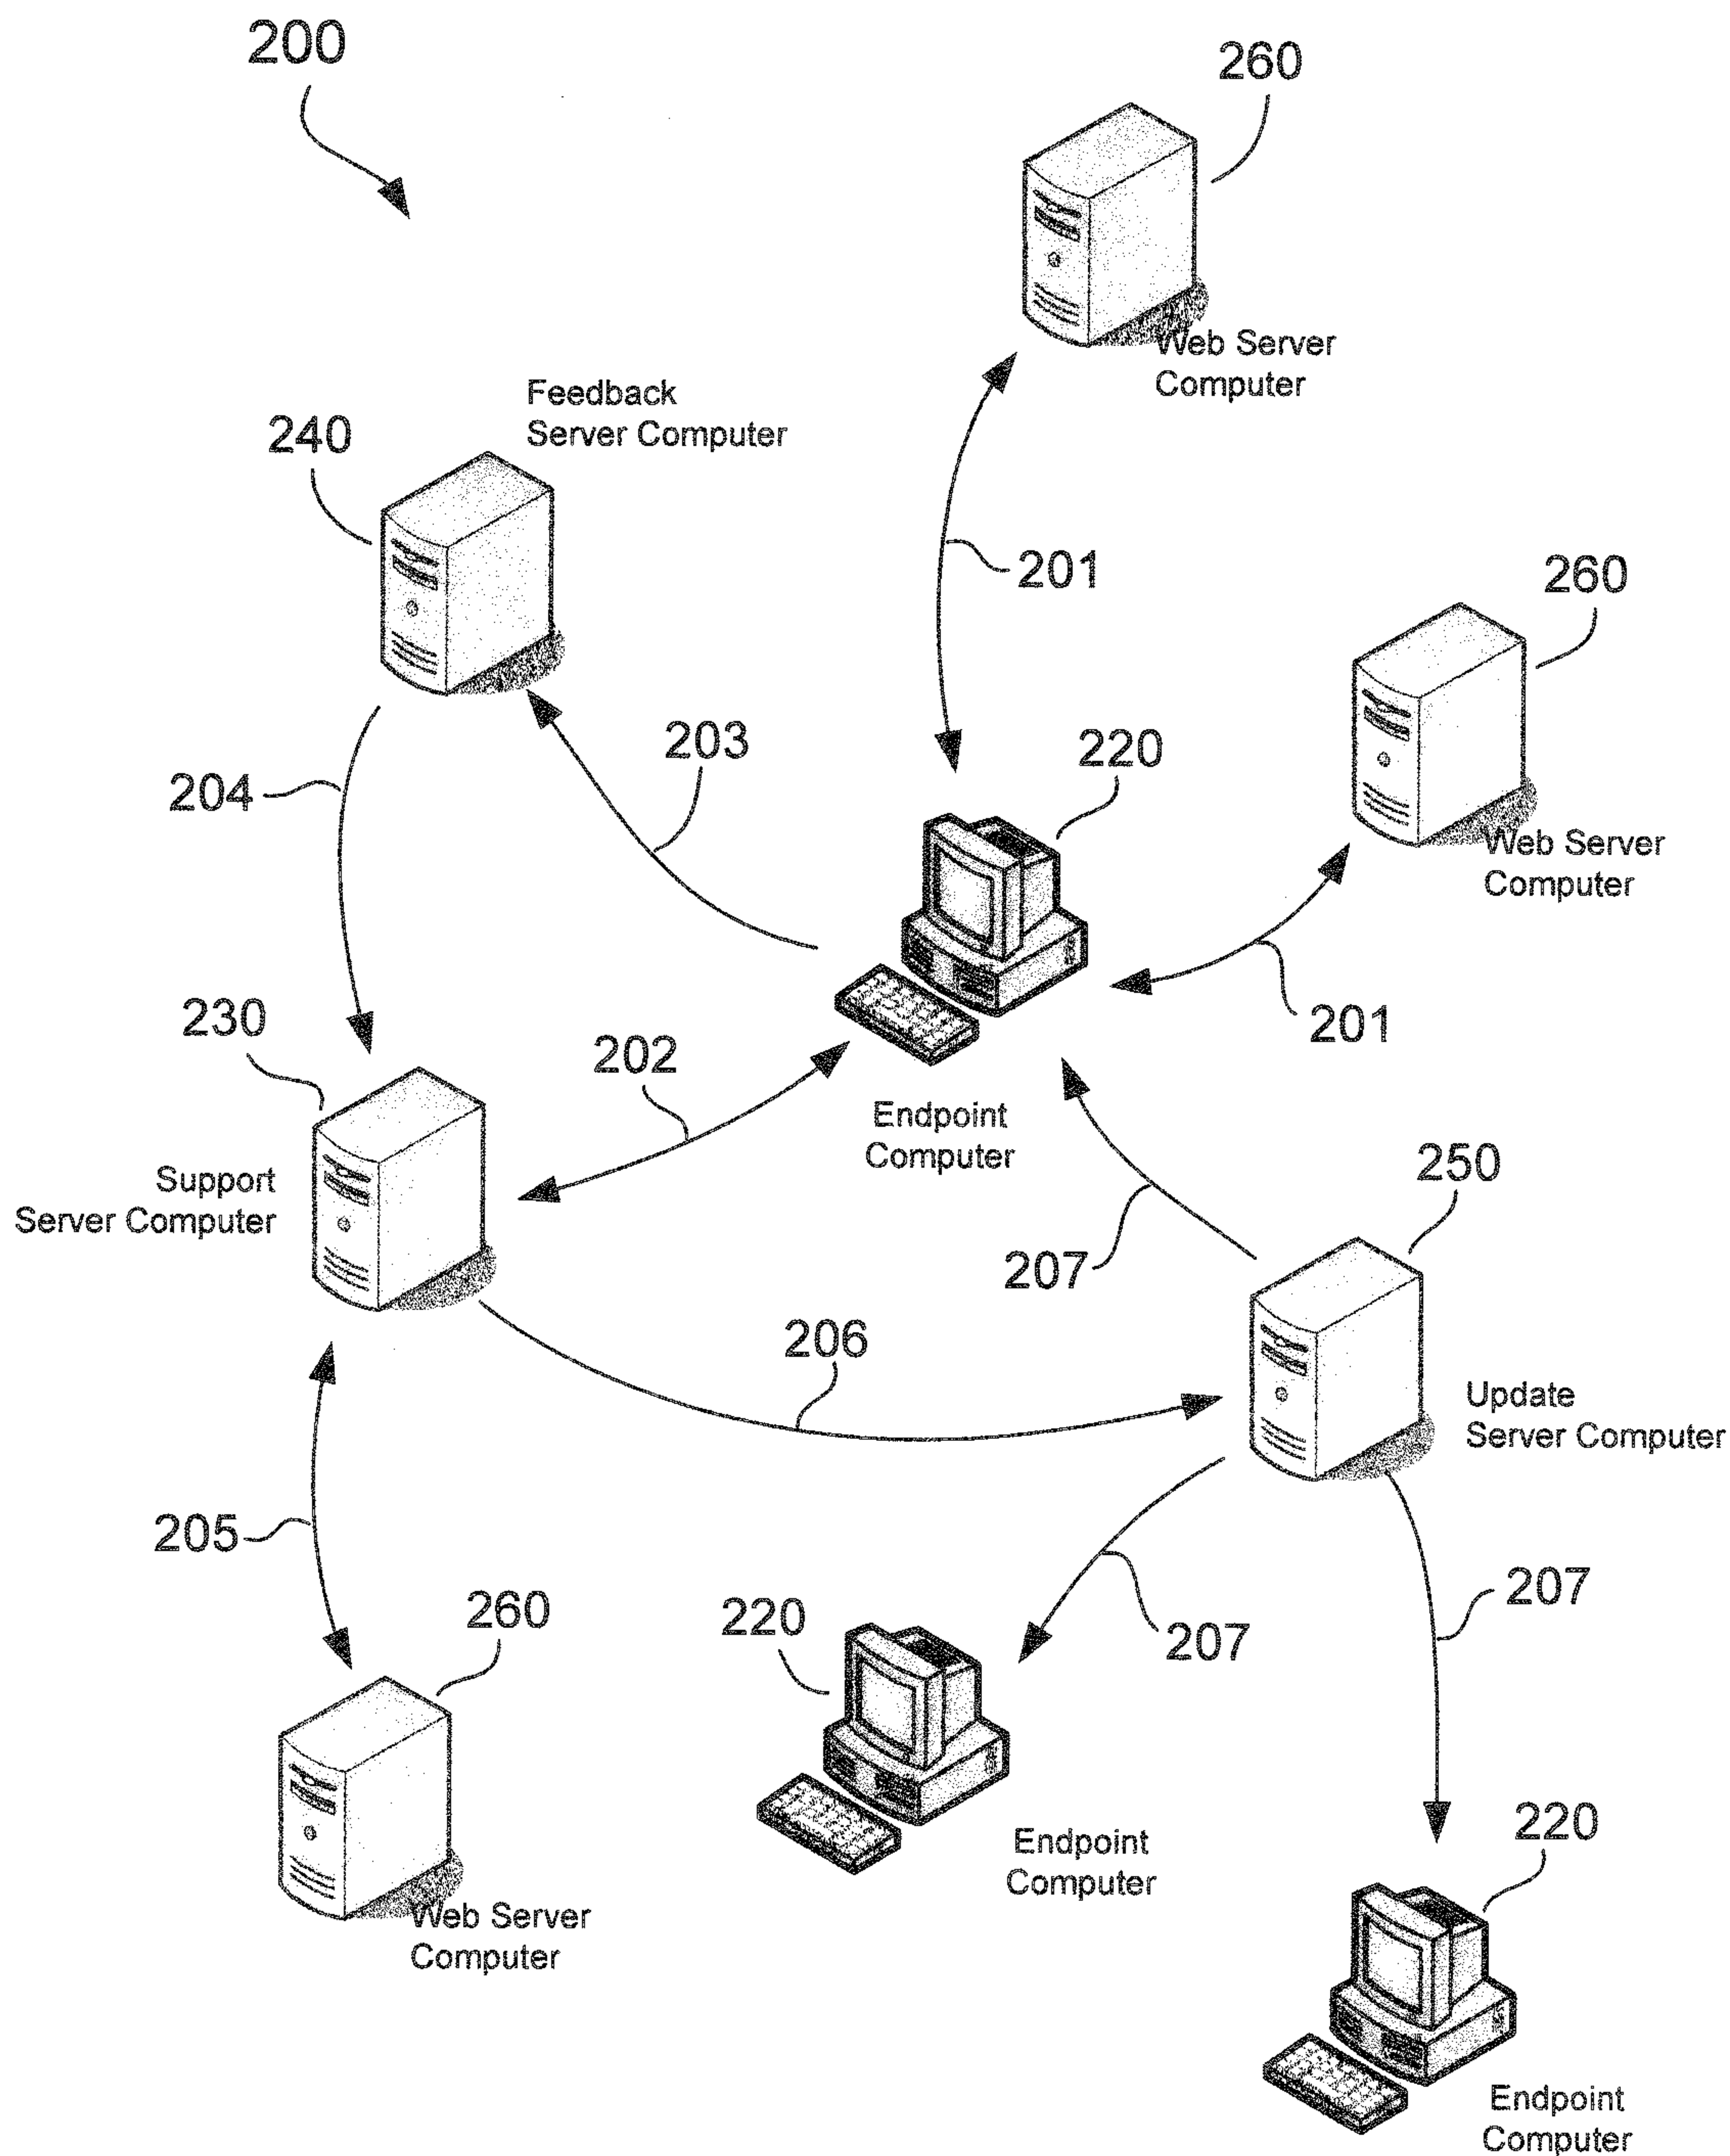 200
260
Web Server
Computer
Feedback
Server Computer
240
201
260
203
220
204
Web Server
Computer
230
202
201
Endpoint
Computer
250
Support
Server Computer
207
206
Update
Server Computer
205
260
220
207
207
220
Endpoint
Computer
Web Server
Computer
Endpoint
Computer